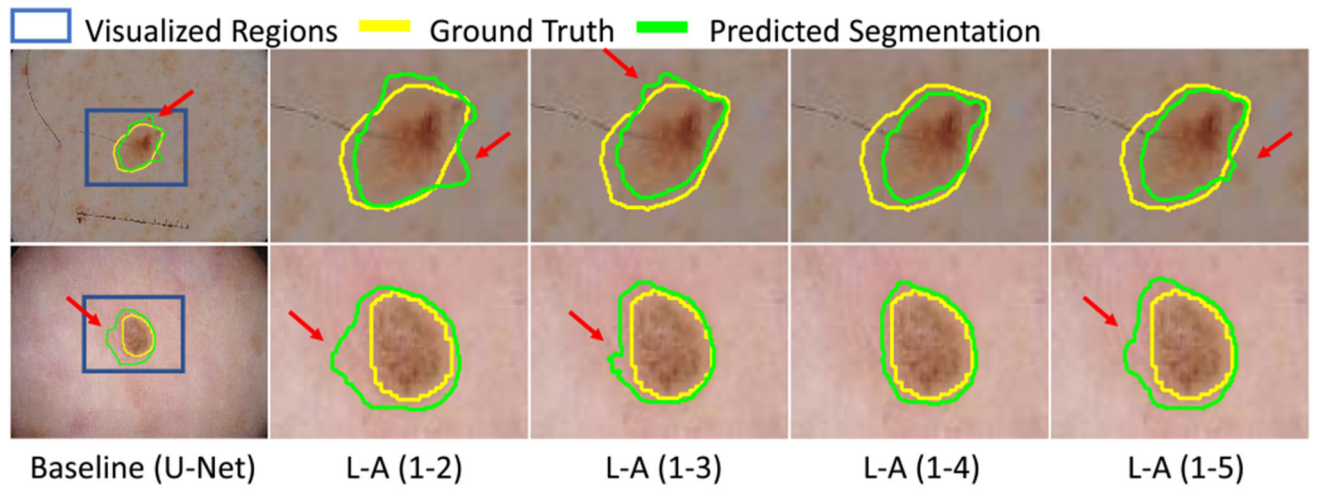 Visualized Regions Ground Truth Predicted Segmentation
Baseline (U-Net) L-A (1-2) L-A (1-3) L-A (1-4) L-A (1-5)